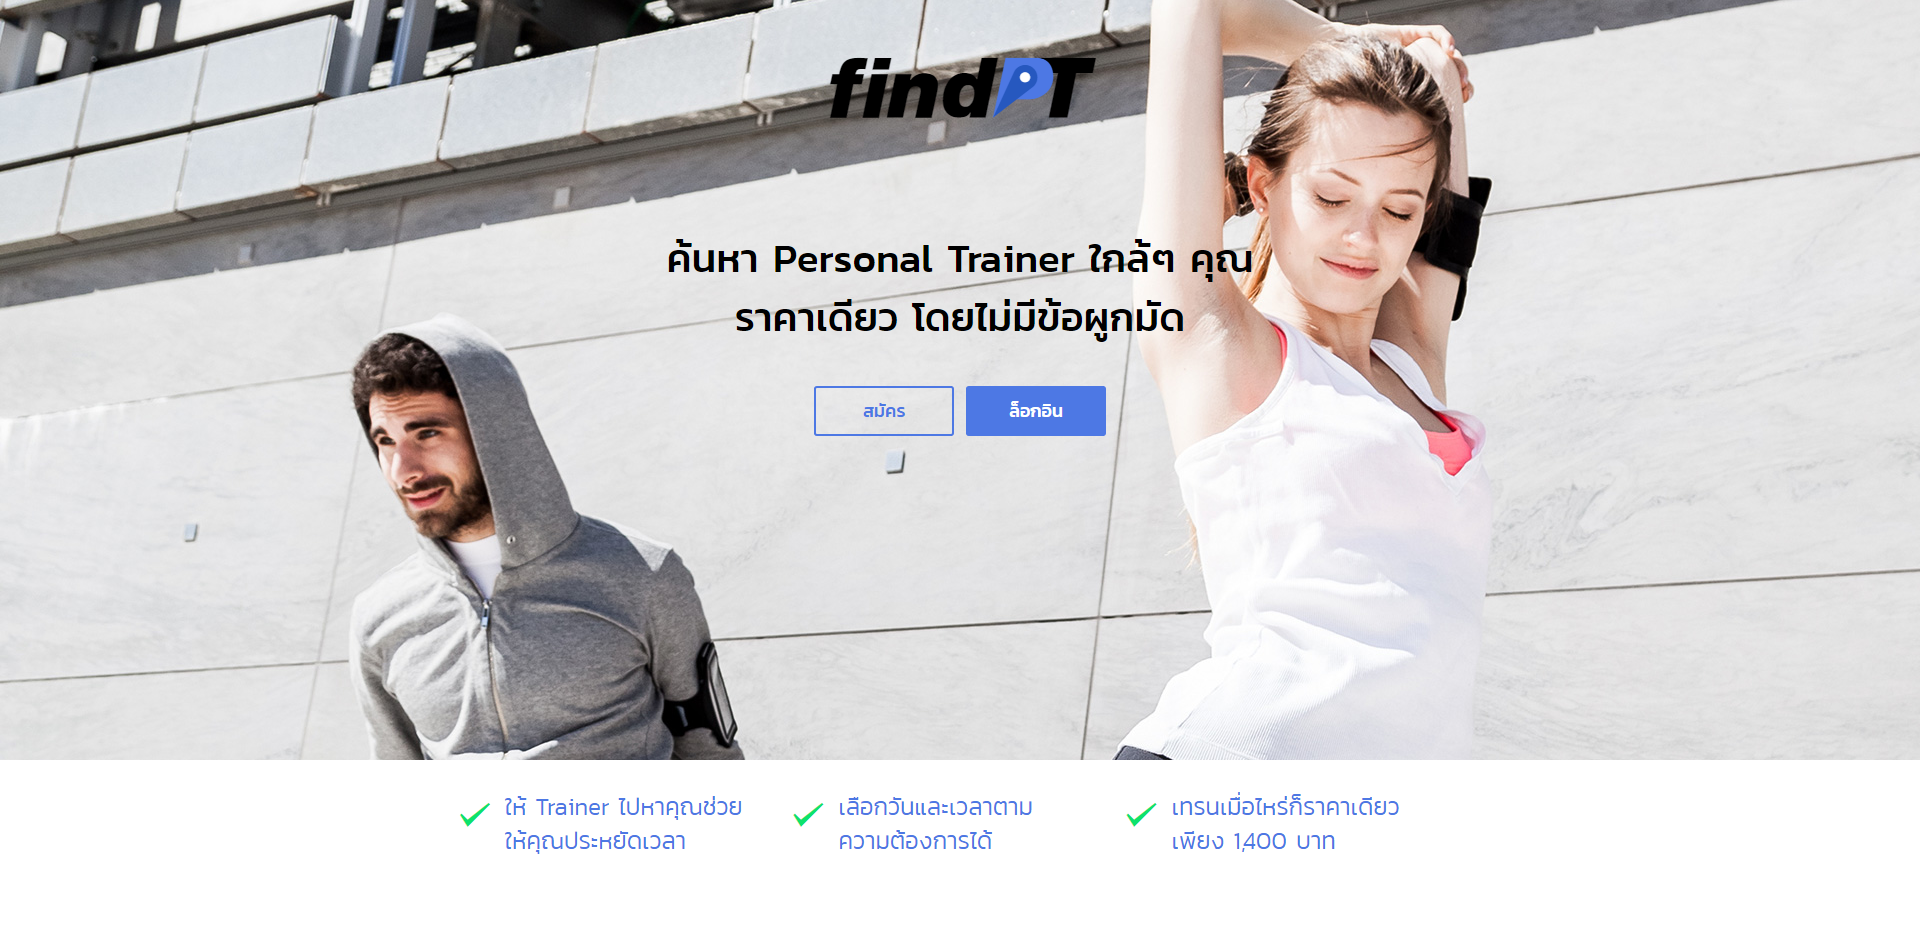 findPT
ค้นหา Personal Trainer ใกล้ๆ คุณ
ราคาเดียว โดยไม่มีข้อผูกมัด
สมัคร
ล็อกอิน
ให้ Trainer ไปหาคุณช่วย
ให้คุณประหยัดเวลา
เลือกวันและเวลาตาม
ความต้องการได้
เทรนเมื่อไหร่ก็ราคาเดียว
เพียง 1,400 บาท